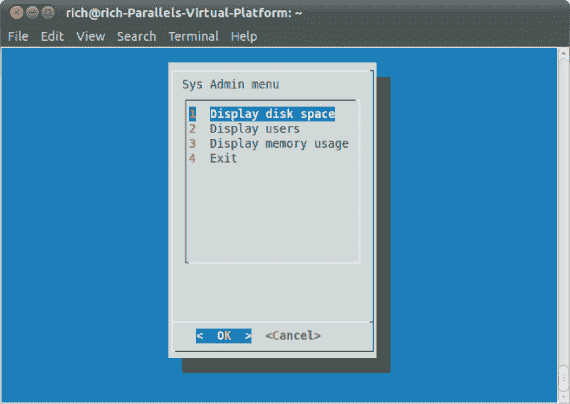 rich@rich-Parallels-Virtual-Platform: ~
File Edit View Search Terminal Help
Sys Admin menu
1 Display disk space
2 Display users
3 Display memory usage
4 Exit
< OK > <Cancel>